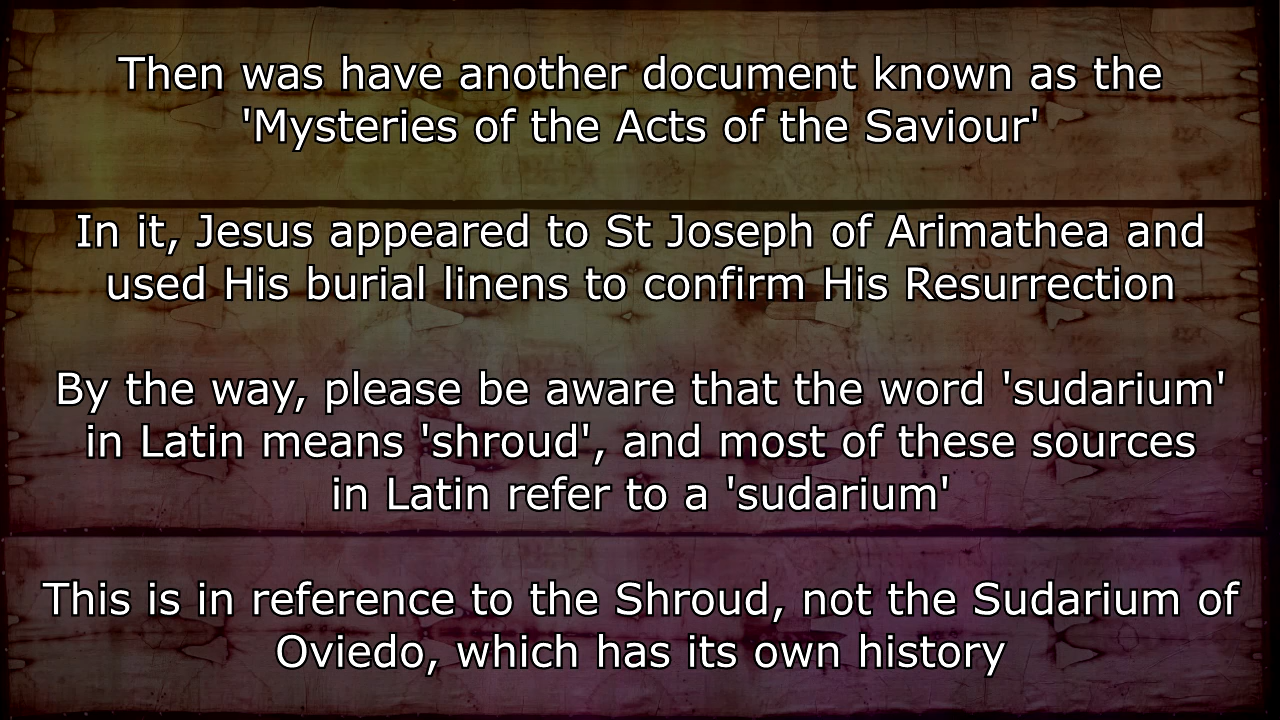 Then was have another document known as the
'Mysteries of the Acts of the Saviour'
In it, Jesus appeared to St Joseph of Arimathea and
used His burial linens to confirm His Resurrection
By the way, please be aware that the word 'sudarium'
in Latin means 'shroud', and most of these sources
in Latin refer to a 'sudarium'
This is in reference to the Shroud, not the Sudarium of
Oviedo, which has its own history